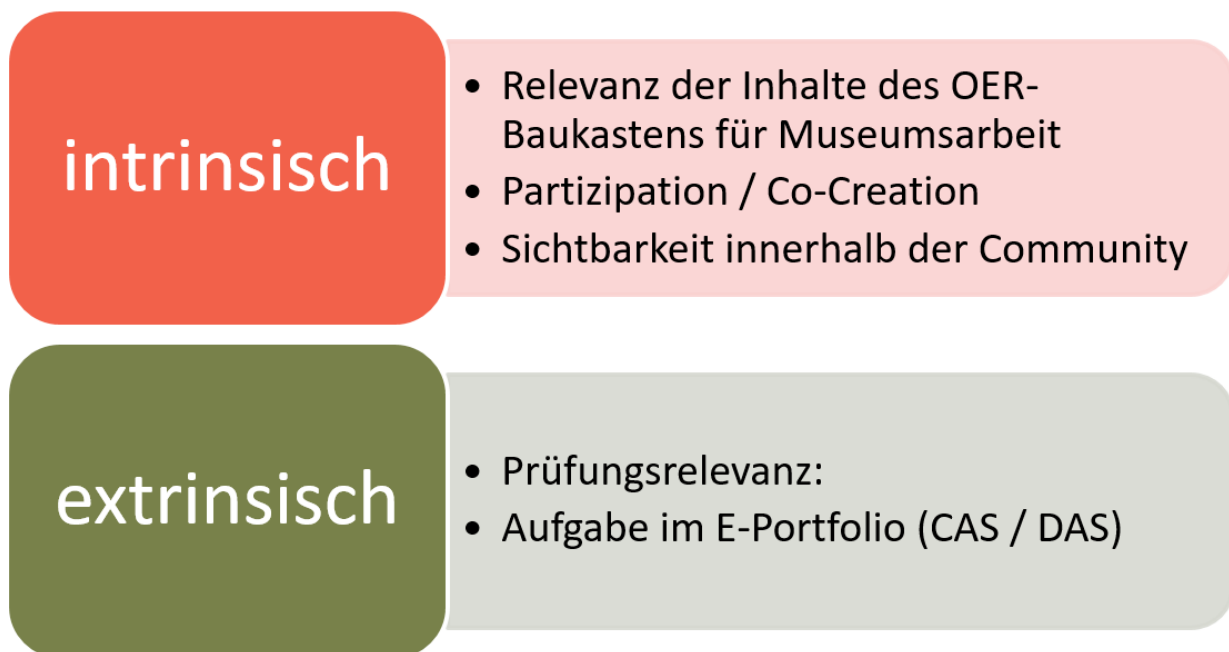 intrinsisch
• Relevanz der Inhalte des OER-
Baukastens für Museumsarbeit
• Partizipation / Co-Creation
• Sichtbarkeit innerhalb der Community
extrinsisch
• Prüfungsrelevanz:
• Aufgabe im E-Portfolio (CAS / DAS)